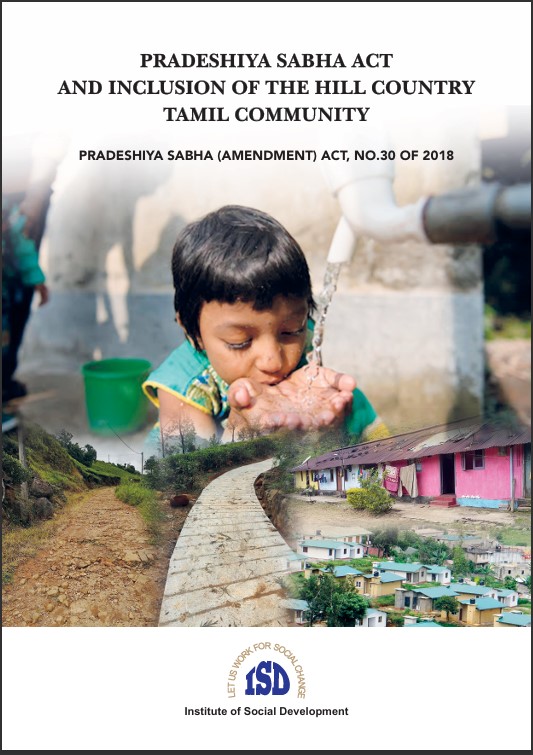 PRADESHIYA SABHA ACT
AND INCLUSION OF THE HILL COUNTRY
TAMIL COMMUNITY
PRADESHIYA SABHA (AMENDMENT) ACT, NO.30 OF 2018
LET US WORK FOR SOCIAL CHANGE
ISD
Institute of Social Development